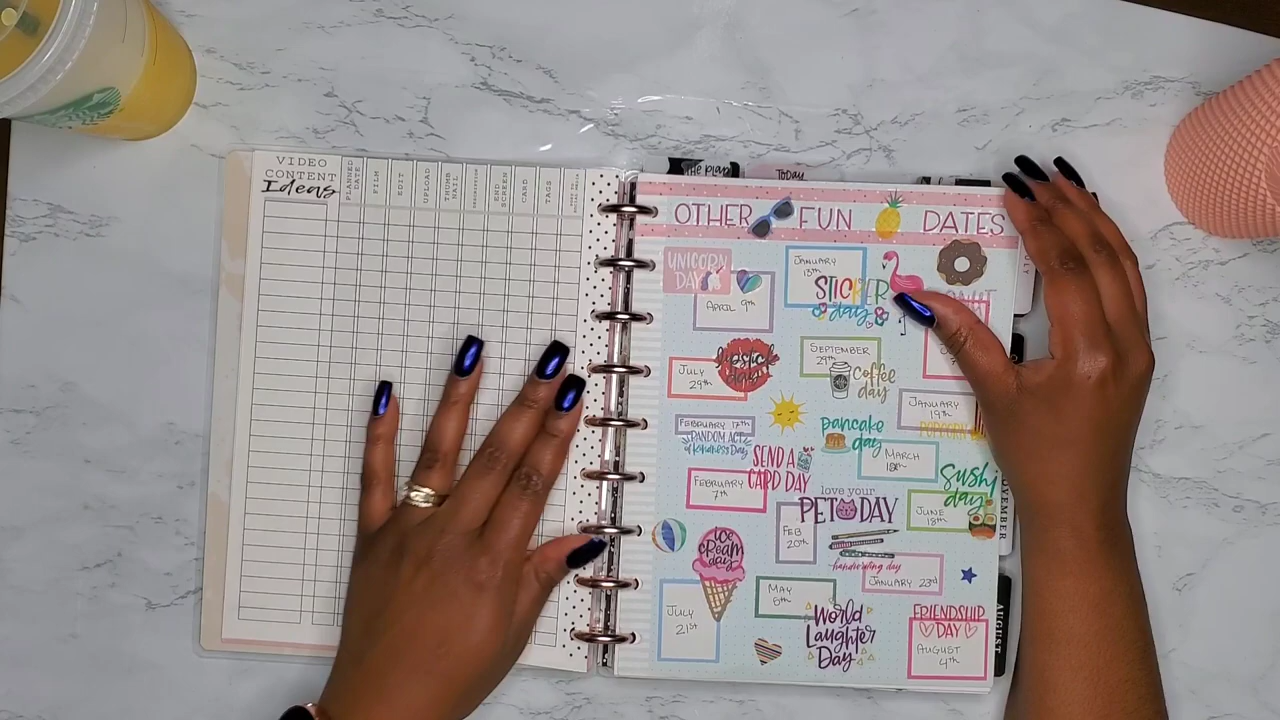 VIDEO
CONTENT
Ideas
PLANNED
DATE
FILM
EDIT
UPLOAD
THUMB
NAIL
DESCRIPTION
END
SCREEN
CARD
TAGS
the plan
Today
OTHER FUN DATES
UNICORN
DAY
APRIL 9th
JANUARY
13th
STICKER
day
lipstick
day
JULY
29th
SEPTEMBER
29th
coffee
day
JANUARY
19th
POPCORN
FEBRUARY 17th
RANDOM ACT
of Kindness Day
pancake
day
MARCH
SEND A
CARD DAY
FEBRUARY
7th
sushi
day
JUNE
18th
love your
PET DAY
FEB
20th
handwriting day
JANUARY 23rd
ice
cream
day
JULY
21st
MAY
World
Laughter
Day
FRIENDSHIP
DAY
AUGUST
4th
AUGUST